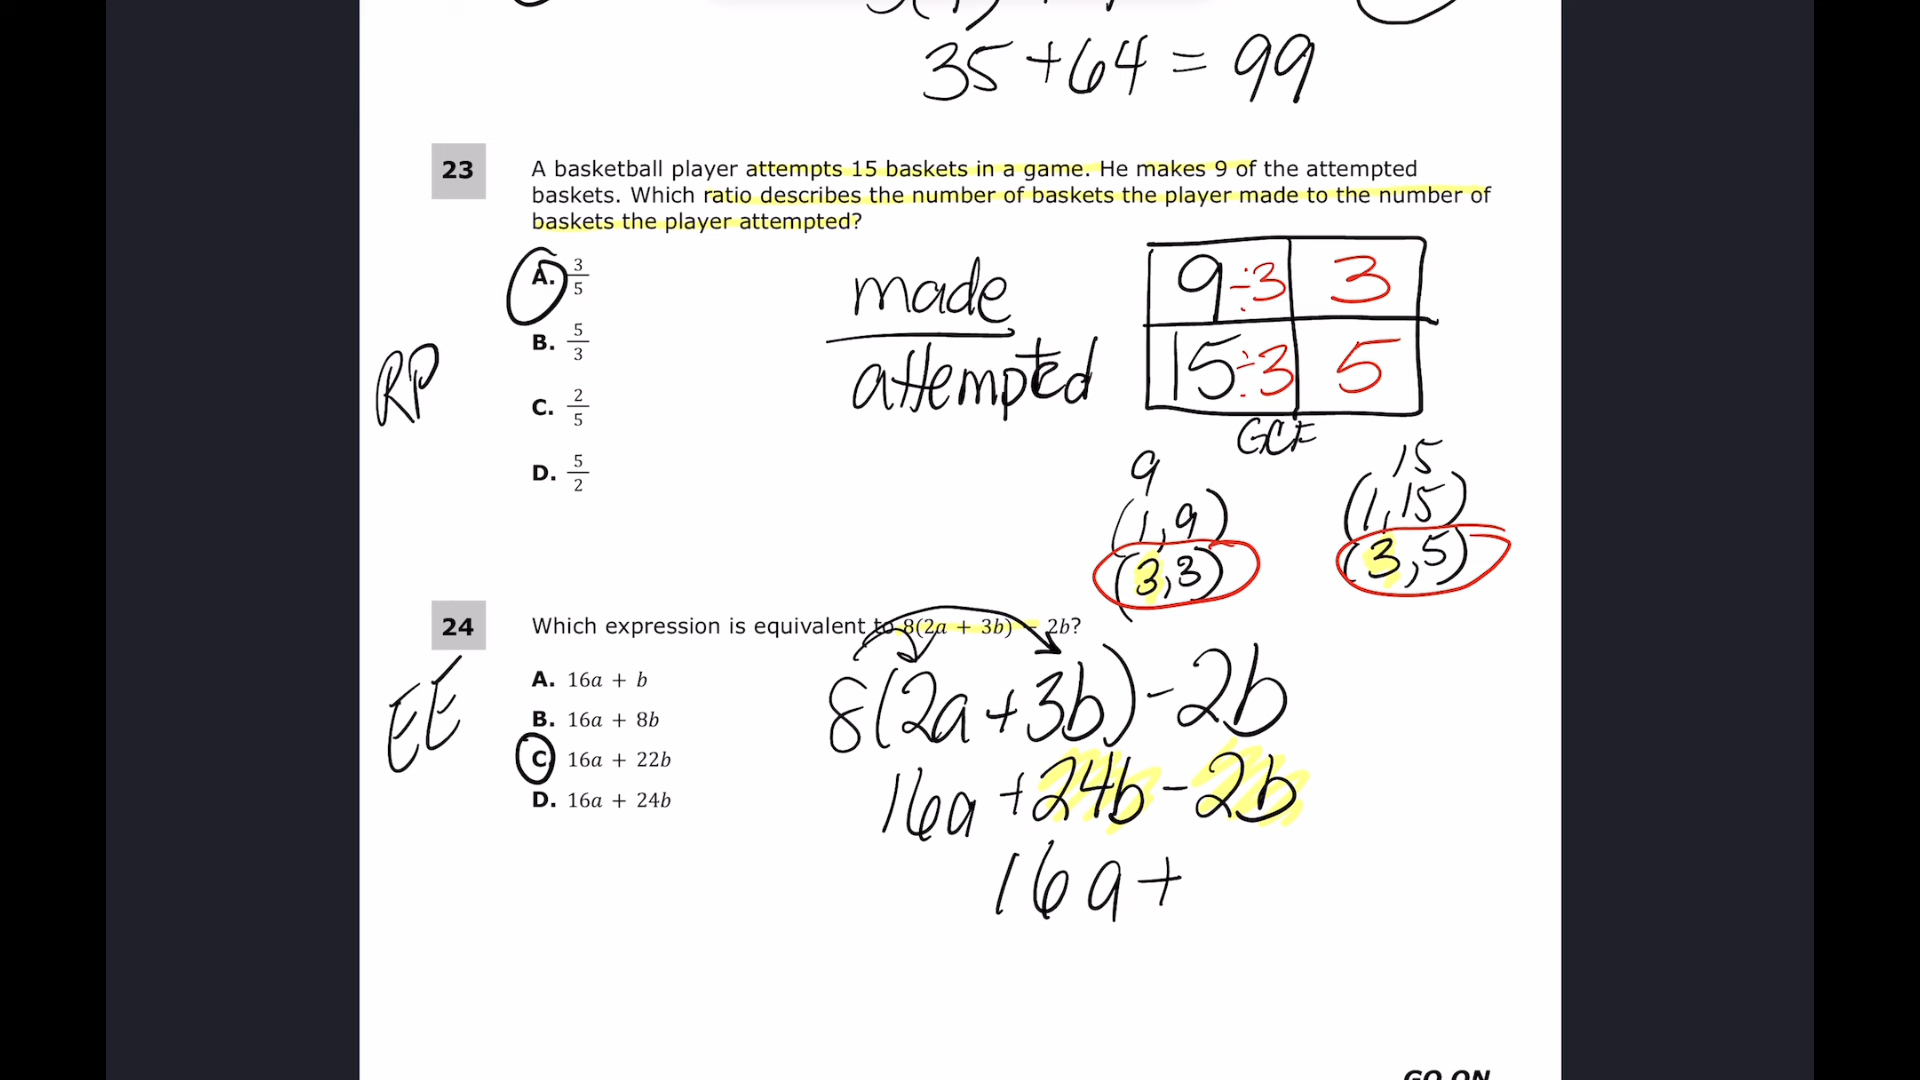 35 + 64 = 99
23
A basketball player attempts 15 baskets in a game. He makes 9 of the attempted
baskets. Which ratio describes the number of baskets the player made to the number of
baskets the player attempted?
A. 3/5
B. 5/3
C. 2/5
D. 5/2
RP
made
attempted
9 ÷3 3
15 ÷3 5
GCF
9
(1,9)
(3,3)
15
(1,15)
(3,5)
24
Which expression is equivalent to 8(2a + 3b) − 2b?
A. 16a + b
B. 16a + 8b
C. 16a + 22b
D. 16a + 24b
EE
8(2a + 3b) - 2b
16a + 24b - 2b
16a +
GO ON